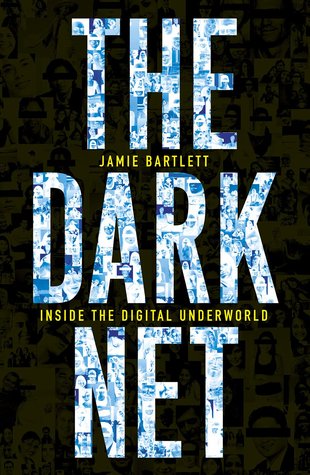 THE
JAMIE BARTLETT
DARK
INSIDE THE DIGITAL UNDERWORLD
NET